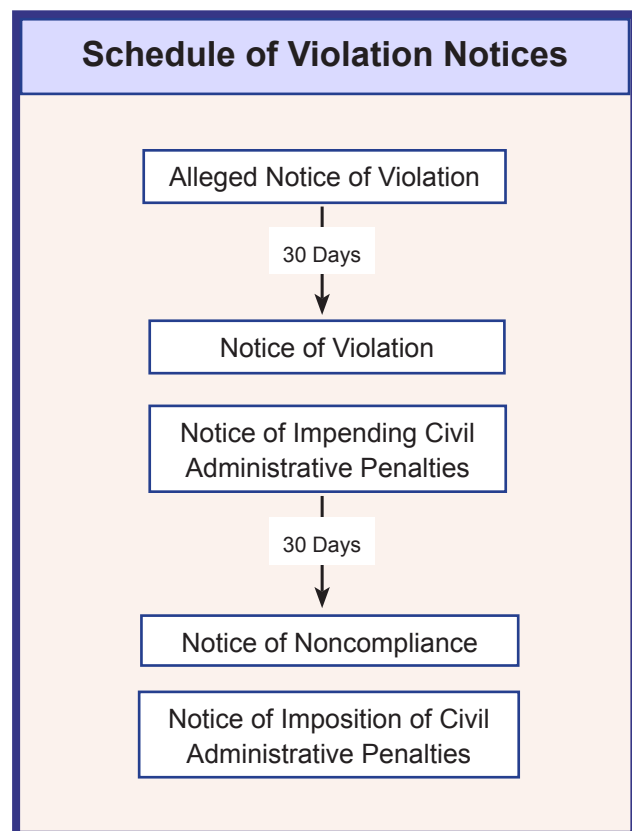 Schedule of Violation Notices
Alleged Notice of Violation
30 Days
Notice of Violation
Notice of Impending Civil
Administrative Penalties
30 Days
Notice of Noncompliance
Notice of Imposition of Civil
Administrative Penalties